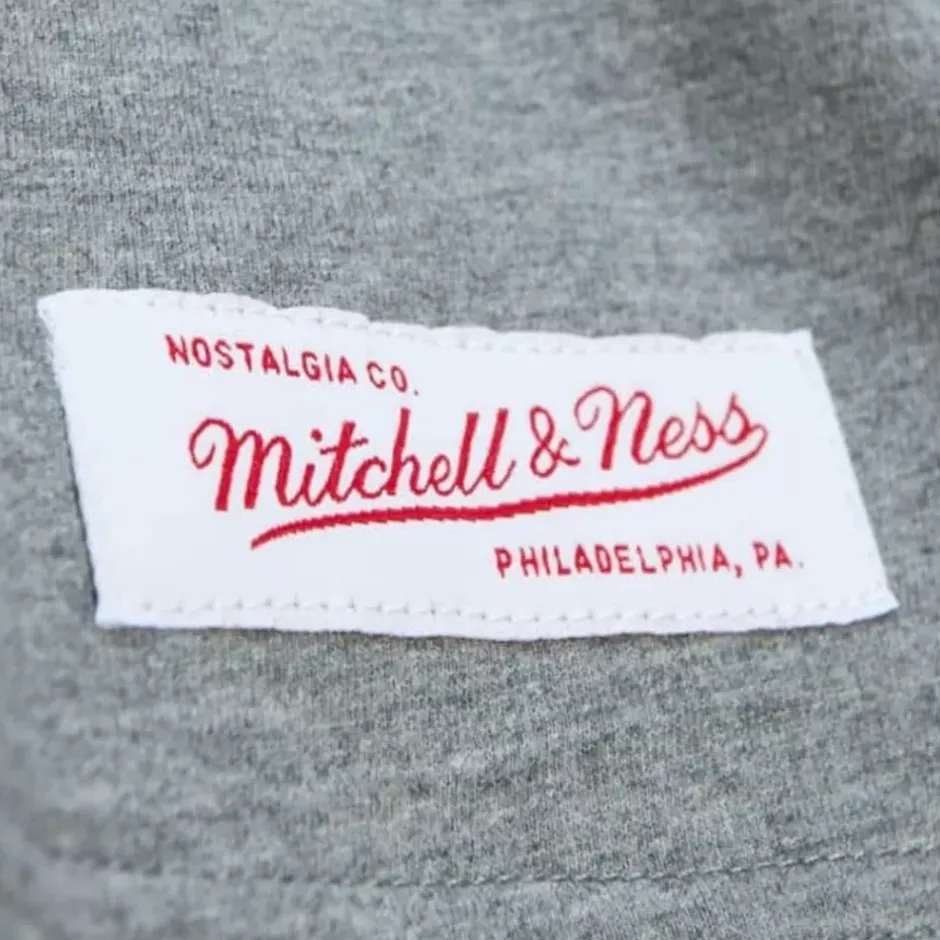 NOSTALGIA CO.
Mitchell & Ness
PHILADELPHIA, PA.